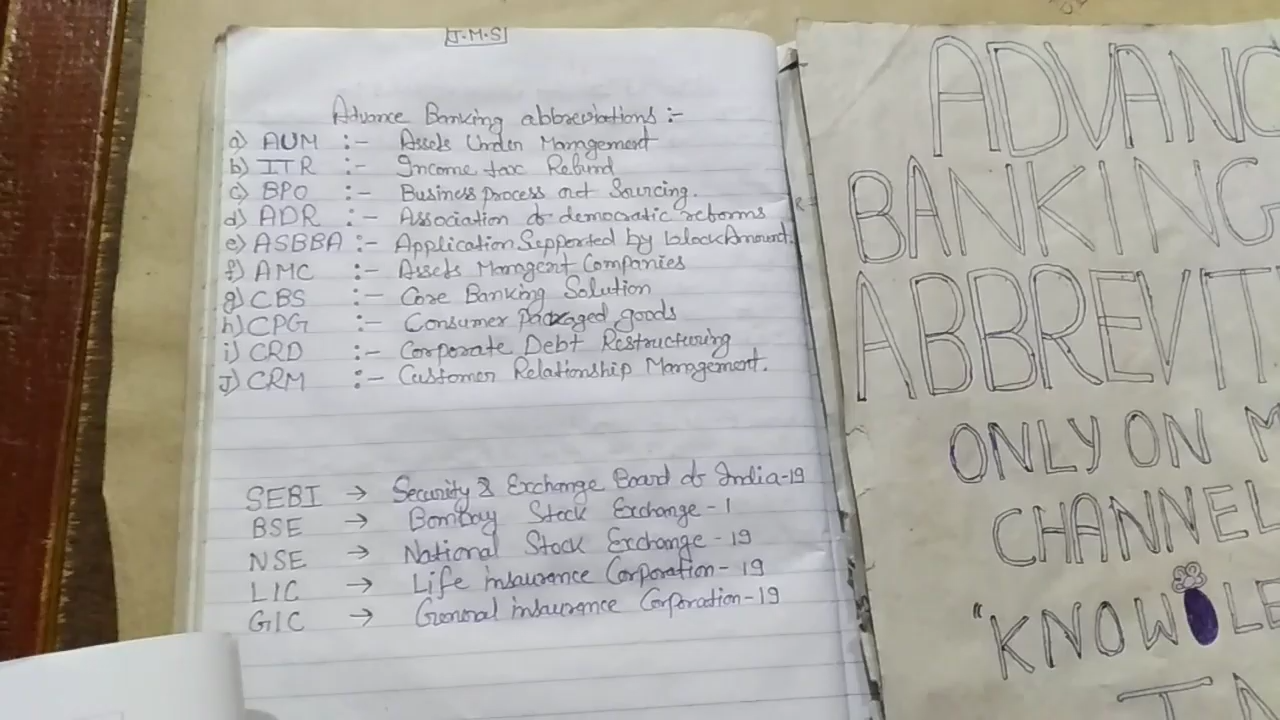 J.M.S
Advance Banking abbreviations :-
a) AUM :- Assets Under Mamgement
b) ITR :- Income tax Refund
c) BPO :- Business process out Sourcing.
d) ADR :- Association of democratic reforms
e) ASBBA :- Application Supported by block Amount.
f) AMC :- Assets Mamgent Companies
g) CBS :- Core Banking Solution
h) CPG :- Consumer packaged goods
i) CRD :- Corporate Debt Restructuring
J) CRM :- Customer Relationship Management.
SEBI → Security & Exchange Board of India-19
BSE → Bombay Stock Exchange - 1
NSE → National Stock Exchange - 19
LIC → Life insaurance Corporation - 19
GIC → General insaurance Corporation-19
ADVANC
BANKING
ABBREVIT
ONLY ON M
CHANNEL
"KNOWLE